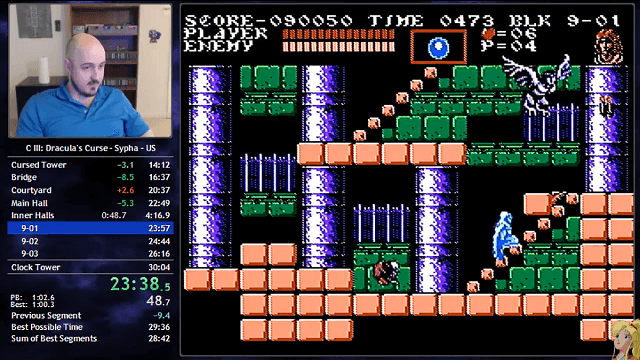 SCORE-090050 TIME 0473 BLK 9-01
PLAYER =06
ENEMY P=04
C III: Dracula's Curse - Sypha - US
Cursed Tower -3.1 14:12
Bridge -8.5 16:37
Courtyard +2.6 20:37
Main Hall -5.3 22:49
Inner Halls 0:48.7 4:16.9
9-01 23:57
9-02 24:44
9-03 26:16
Clock Tower 30:04
23:38.5
PB: 1:02.6
Best: 1:00.3 48.7
Previous Segment -9.4
Best Possible Time 29:36
Sum of Best Segments 28:42